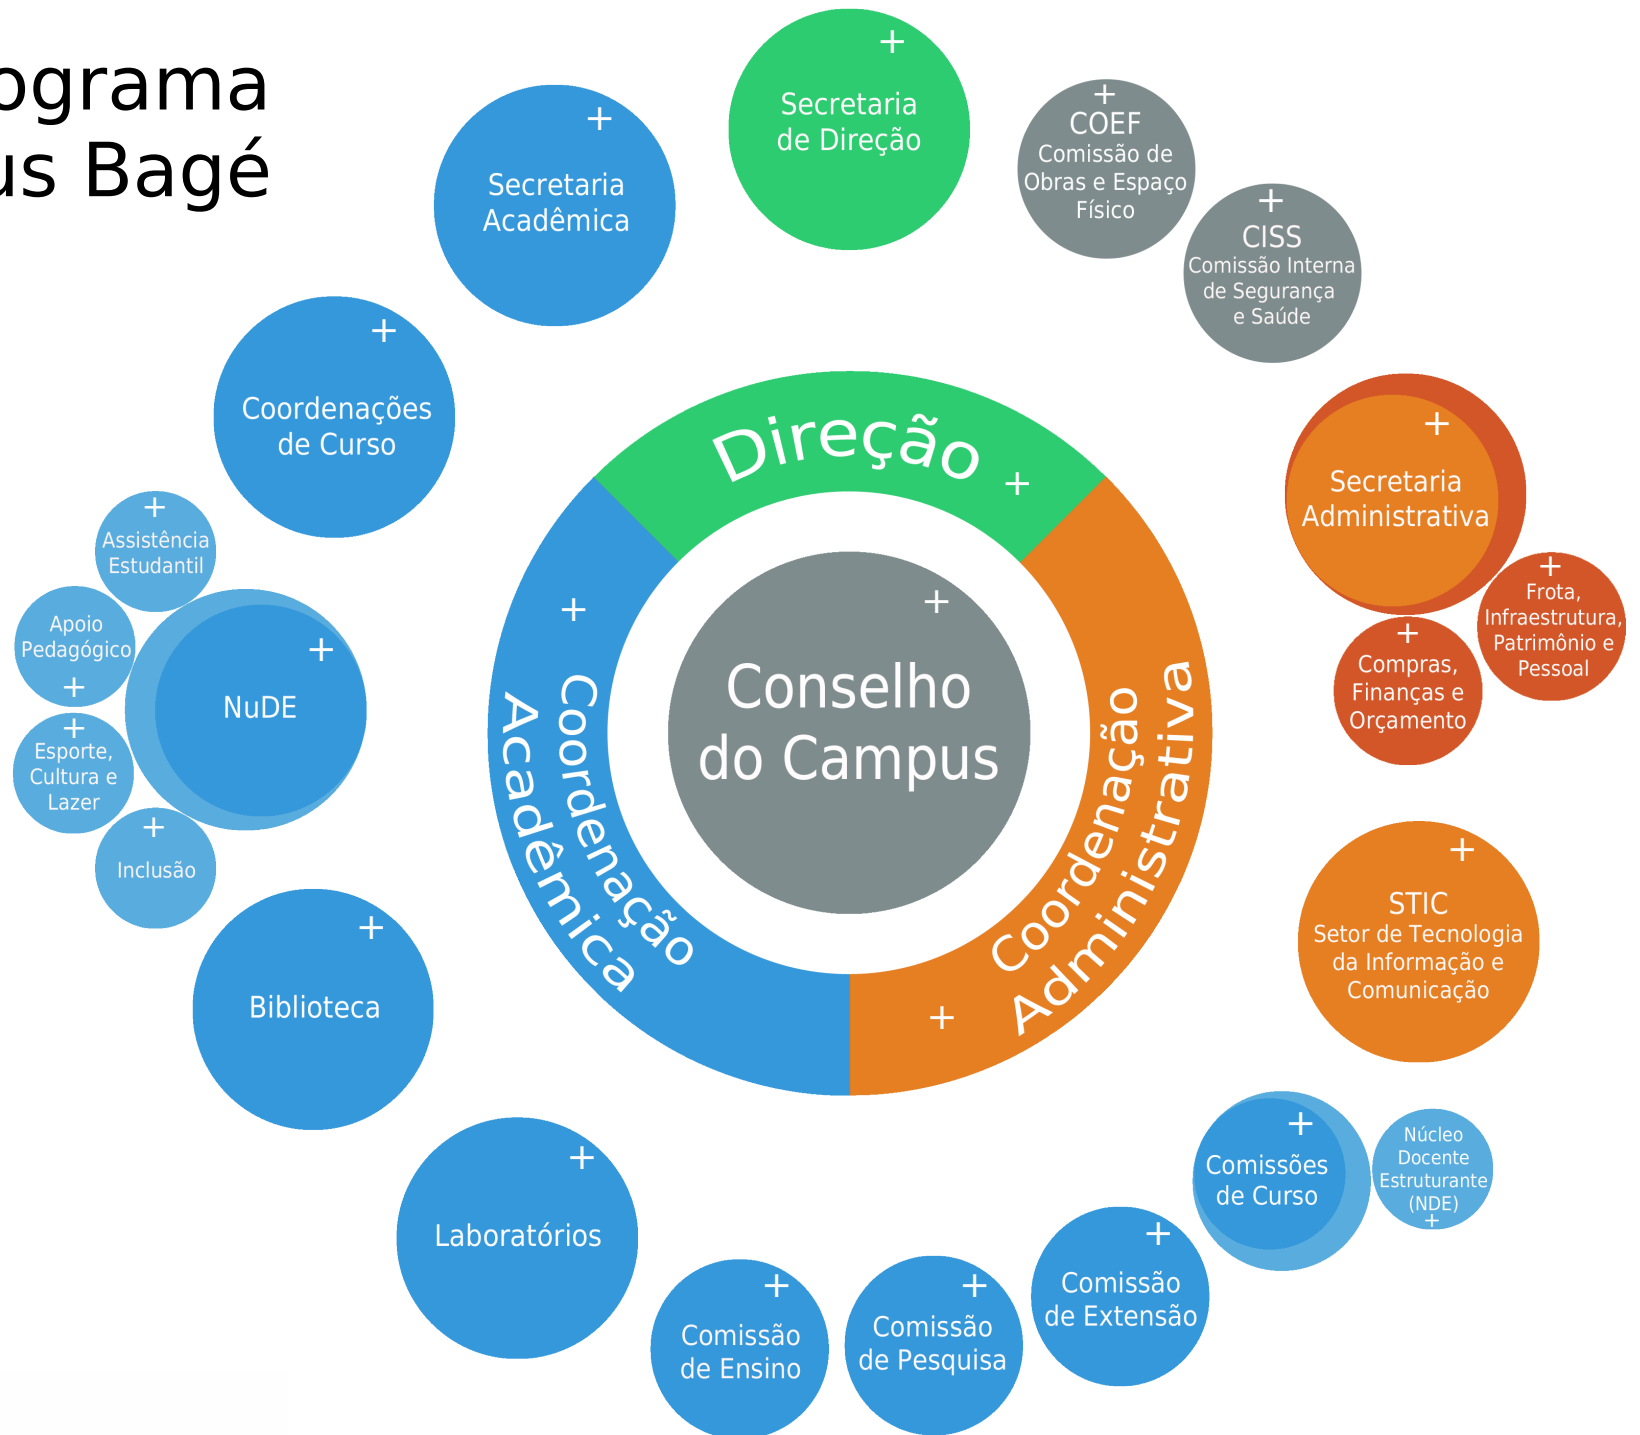 ograma
us Bagé
+
Secretaria
de Direção
+
COEF
Comissão de
Obras e Espaço
Físico
+
CISS
Comissão Interna
de Segurança
e Saúde
+
Secretaria
Administrativa
+
Frota,
Infraestrutura,
Patrimônio e
Pessoal
+
Compras,
Finanças e
Orçamento
+
STIC
Setor de Tecnologia
da Informação e
Comunicação
+
Comissões
de Curso
Núcleo
Docente
Estruturante
(NDE)
+
+
Comissão
de Extensão
+
Comissão
de Pesquisa
+
Comissão
de Ensino
+
Laboratórios
+
Biblioteca
+
NuDE
+
Inclusão
+
Esporte,
Cultura e
Lazer
Apoio
Pedagógico
+
+
Assistência
Estudantil
+
Coordenações
de Curso
+
Secretaria
Acadêmica
Direção +
+
Coordenação
Acadêmica
Coordenação
Administrativa
+
+
Conselho
do Campus